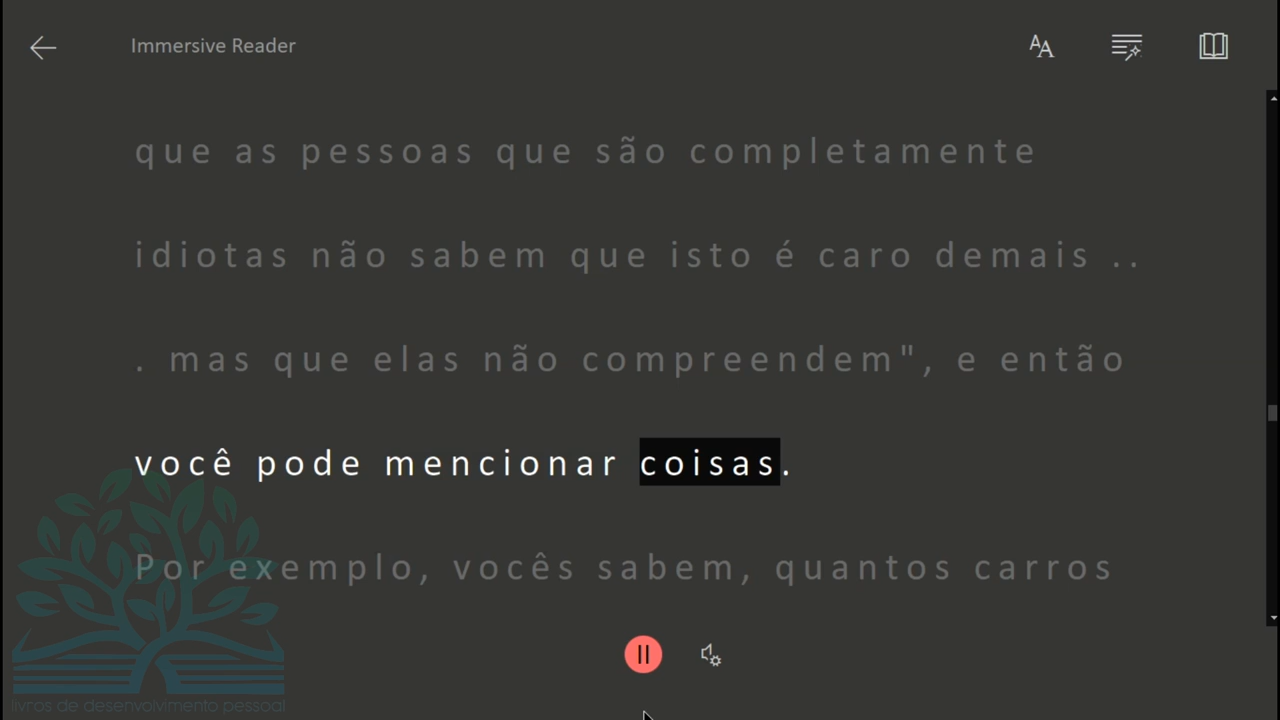 Immersive Reader
que as pessoas que são completamente
idiotas não sabem que isto é caro demais ..
. mas que elas não compreendem", e então
você pode mencionar coisas.
Por exemplo, vocês sabem, quantos carros
livros de desenvolvimento pessoal